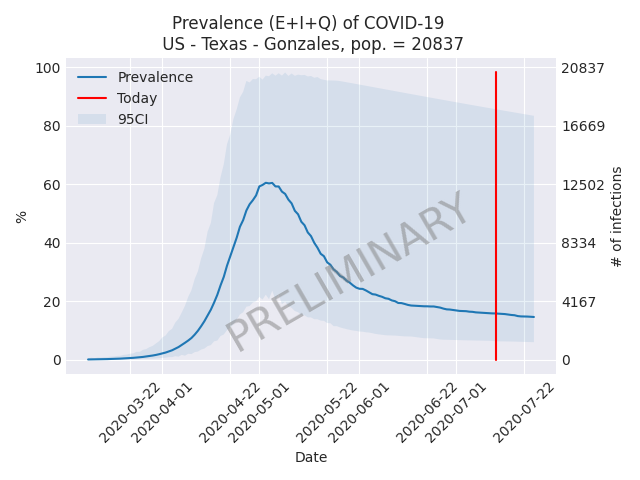 Prevalence (E+I+Q) of COVID-19
US - Texas - Gonzales, pop. = 20837
Prevalence
Today
95CI
100
80
60
40
20
0
%
20837
16669
12502
8334
4167
0
# of infections
PRELIMINARY
2020-03-22
2020-04-01
2020-04-22
2020-05-01
2020-05-22
2020-06-01
2020-06-22
2020-07-01
2020-07-22
Date